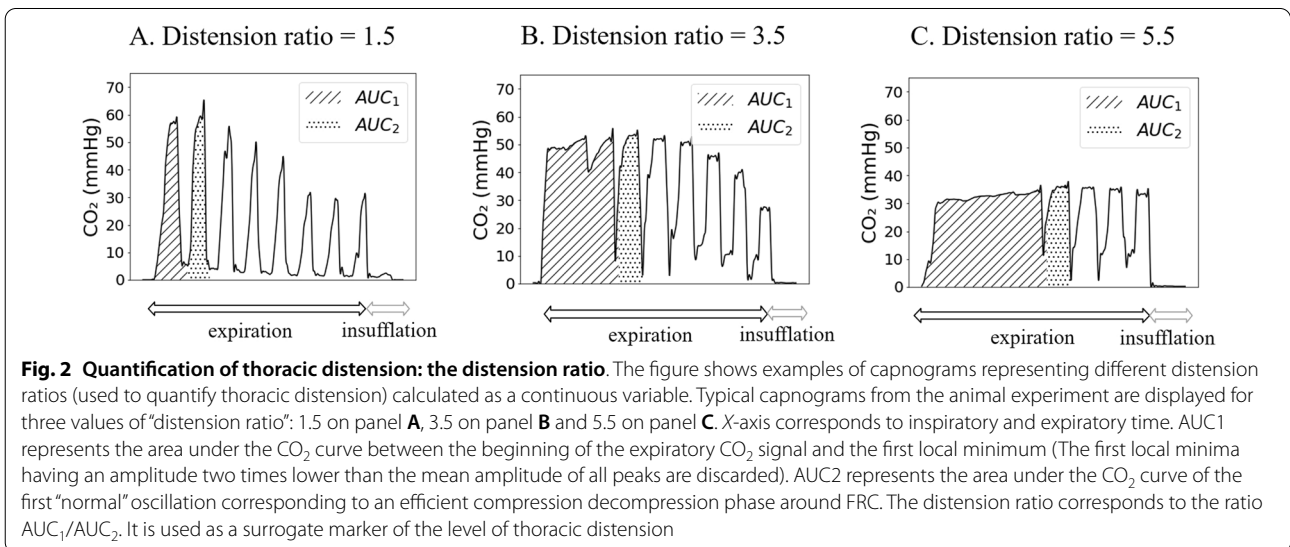 A. Distension ratio = 1.5
B. Distension ratio = 3.5
C. Distension ratio = 5.5
70
60
50
40
30
20
10
0
CO₂ (mmHg)
AUC₁
AUC₂
expiration
insufflation
70
60
50
40
30
20
10
0
CO₂ (mmHg)
AUC₁
AUC₂
expiration
insufflation
70
60
50
40
30
20
10
0
CO₂ (mmHg)
AUC₁
AUC₂
expiration
insufflation
Fig. 2 Quantification of thoracic distension: the distension ratio. The figure shows examples of capnograms representing different distension
ratios (used to quantify thoracic distension) calculated as a continuous variable. Typical capnograms from the animal experiment are displayed for
three values of “distension ratio”: 1.5 on panel A, 3.5 on panel B and 5.5 on panel C. X-axis corresponds to inspiratory and expiratory time. AUC1
represents the area under the CO₂ curve between the beginning of the expiratory CO₂ signal and the first local minimum (The first local minima
having an amplitude two times lower than the mean amplitude of all peaks are discarded). AUC2 represents the area under the CO₂ curve of the
first “normal” oscillation corresponding to an efficient compression decompression phase around FRC. The distension ratio corresponds to the ratio
AUC₁/AUC₂. It is used as a surrogate marker of the level of thoracic distension